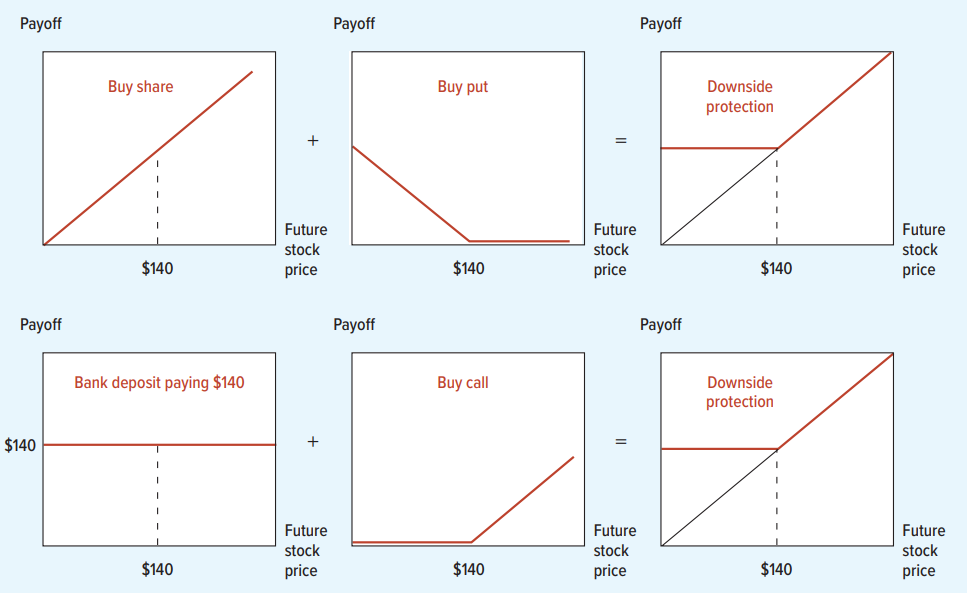 Payoff
Payoff
Payoff
Buy share
Buy put
Downside
protection
+
=
Future
stock
price
Future
stock
price
Future
stock
price
$140
$140
$140
Payoff
Payoff
Payoff
Bank deposit paying $140
Buy call
Downside
protection
$140
+
=
Future
stock
price
Future
stock
price
Future
stock
price
$140
$140
$140